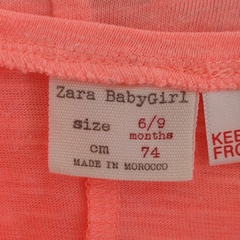 Zara BabyGirl
size 6/9
months
cm 74
MADE IN MOROCCO
KEE
FRO